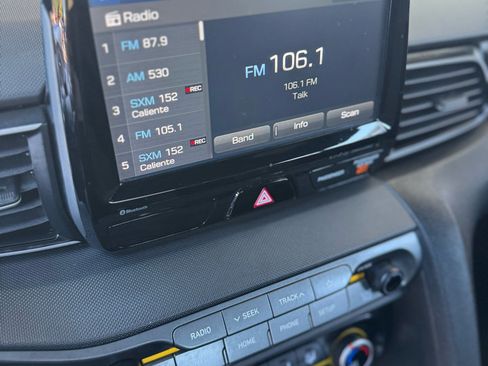 Radio
1 FM 87.9
2 AM 530
3 SXM 152 REC
Caliente
4 FM 105.1
5 SXM 152 REC
Caliente
FM 106.1
106.1 FM
Talk
Band
Info
Scan
Bluetooth
PASSENGER
RADIO
SEEK
TRACK
HOME
PHONE
SETUP